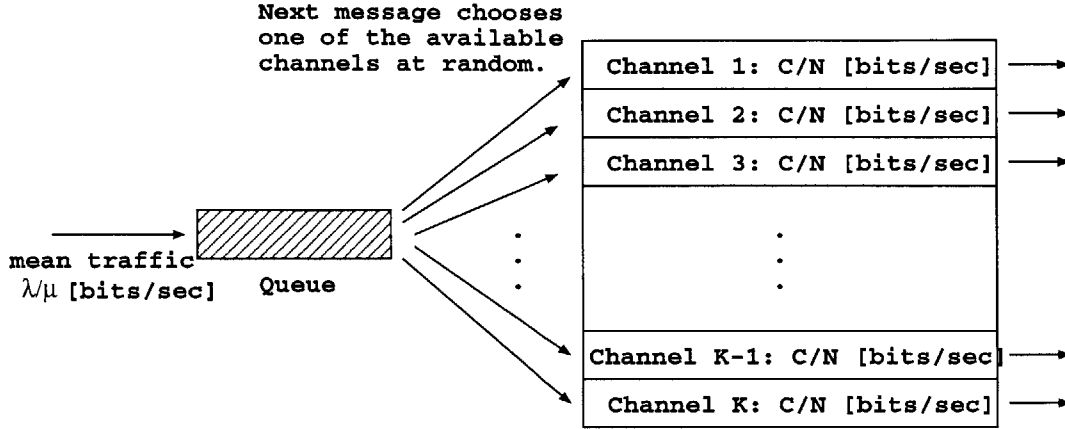 Next message chooses
one of the available
channels at random.
Channel 1: C/N [bits/sec]
Channel 2: C/N [bits/sec]
Channel 3: C/N [bits/sec]
mean traffic
λ/μ [bits/sec]
Queue
Channel K-1: C/N [bits/sec]
Channel K: C/N [bits/sec]